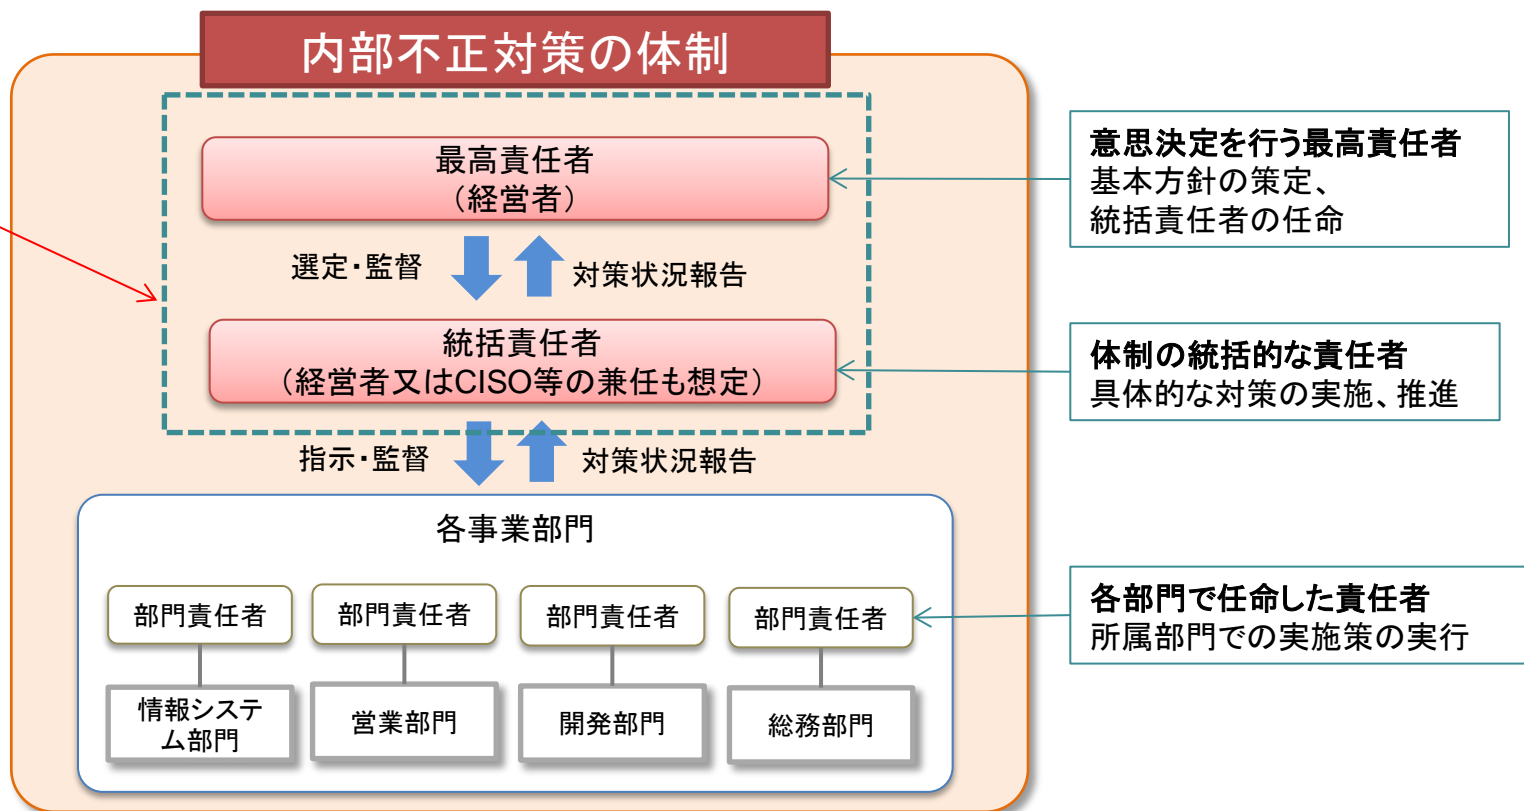 内部不正対策の体制
最高責任者
（経営者）
意思決定を行う最高責任者
基本方針の策定、
統括責任者の任命
選定・監督
対策状況報告
統括責任者
（経営者又はCISO等の兼任も想定）
体制の統括的な責任者
具体的な対策の実施、推進
指示・監督
対策状況報告
各事業部門
部門責任者
部門責任者
部門責任者
部門責任者
各部門で任命した責任者
所属部門での実施策の実行
情報システ
ム部門
営業部門
開発部門
総務部門